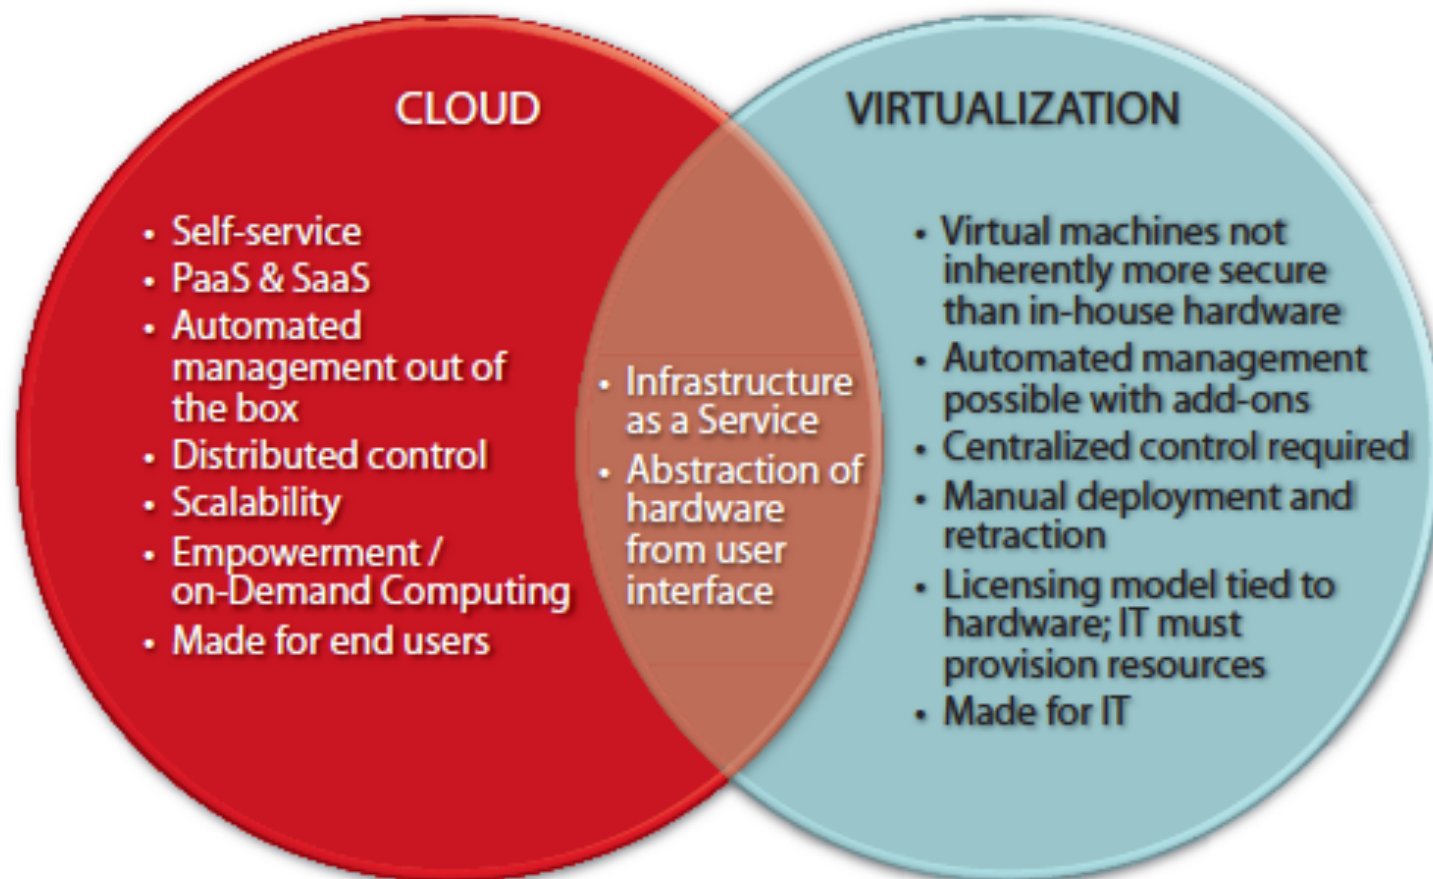 CLOUD
• Self-service
• PaaS & SaaS
• Automated
management out of
the box
• Distributed control
• Scalability
• Empowerment /
on-Demand Computing
• Made for end users
• Infrastructure
as a Service
• Abstraction of
hardware
from user
interface
VIRTUALIZATION
• Virtual machines not
inherently more secure
than in-house hardware
• Automated management
possible with add-ons
• Centralized control required
• Manual deployment and
retraction
• Licensing model tied to
hardware; IT must
provision resources
• Made for IT